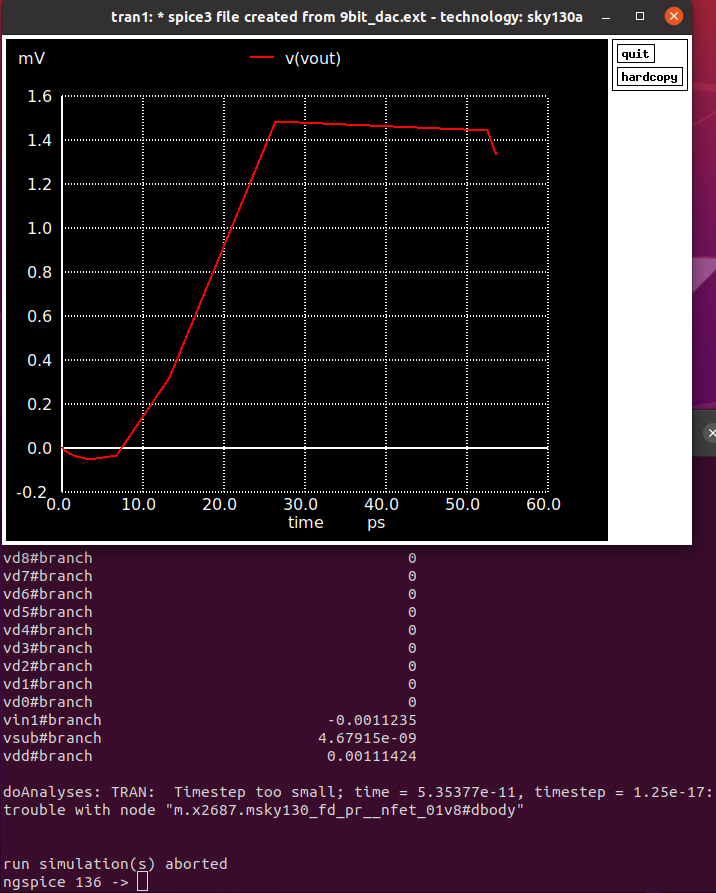 tran1: * spice3 file created from 9bit_dac.ext - technology: sky130a
quit
hardcopy
mV
v(vout)
1.6
1.4
1.2
1.0
0.8
0.6
0.4
0.2
0.0
-0.2
0.0 10.0 20.0 30.0 40.0 50.0 60.0
time ps
vd8#branch 0
vd7#branch 0
vd6#branch 0
vd5#branch 0
vd4#branch 0
vd3#branch 0
vd2#branch 0
vd1#branch 0
vd0#branch 0
vin1#branch -0.0011235
vsub#branch 4.67915e-09
vdd#branch 0.00111424
doAnalyses: TRAN:  Timestep too small; time = 5.35377e-11, timestep = 1.25e-17:
trouble with node "m.x2687.msky130_fd_pr__nfet_01v8#dbody"
run simulation(s) aborted
ngspice 136 ->